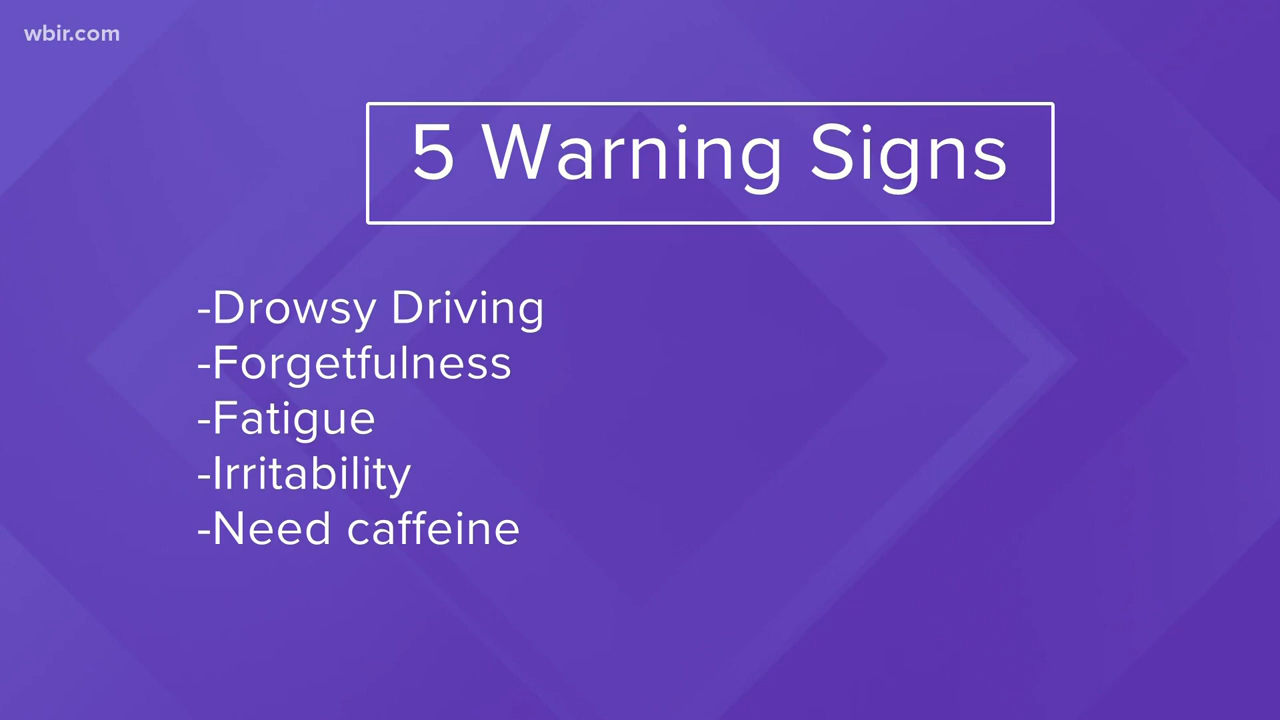 wbir.com
5 Warning Signs
-Drowsy Driving
-Forgetfulness
-Fatigue
-Irritability
-Need caffeine